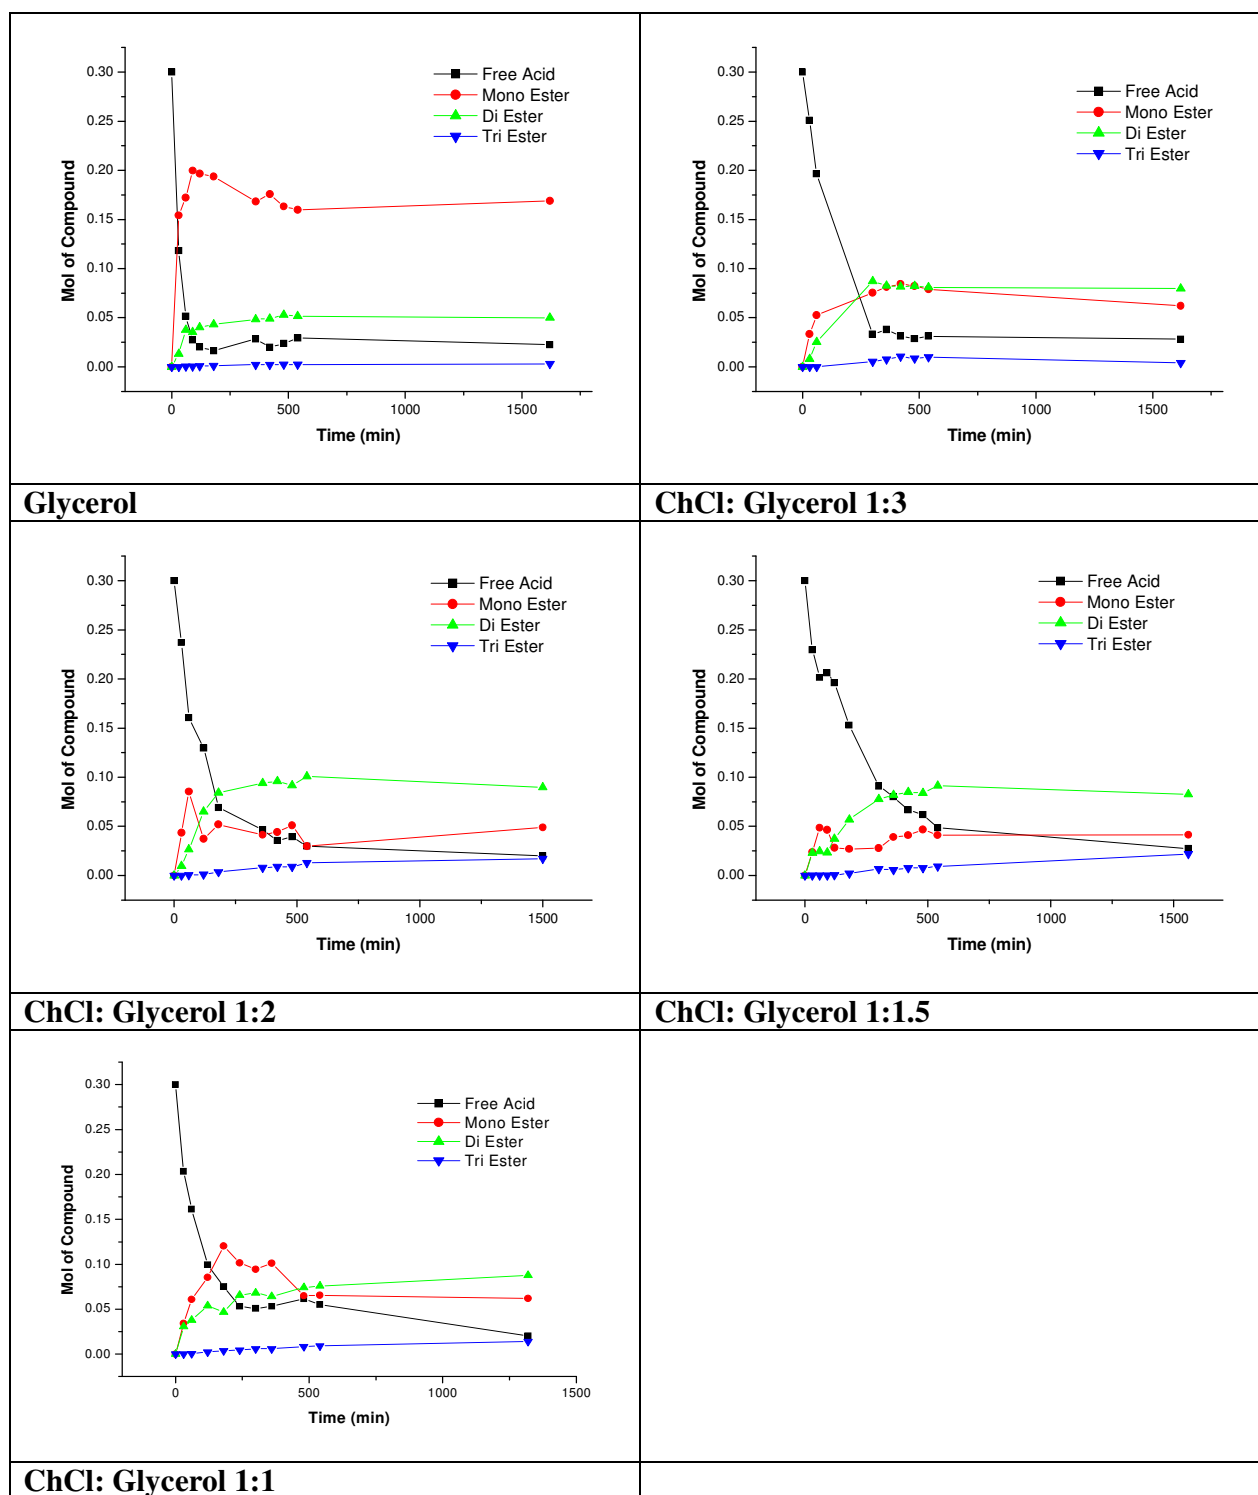 0.30
0.25
0.20
0.15
0.10
0.05
0.00
Mol of Compound
Free Acid
Mono Ester
Di Ester
Tri Ester
0
500
1000
1500
Time (min)
0.30
0.25
0.20
0.15
0.10
0.05
0.00
Mol of Compound
Free Acid
Mono Ester
Di Ester
Tri Ester
0
500
1000
1500
Time (min)
Glycerol
ChCl: Glycerol 1:3
0.30
0.25
0.20
0.15
0.10
0.05
0.00
Mol of Compound
Free Acid
Mono Ester
Di Ester
Tri Ester
0
500
1000
1500
Time (min)
0.30
0.25
0.20
0.15
0.10
0.05
0.00
Mol of Compound
Free Acid
Mono Ester
Di Ester
Tri Ester
0
500
1000
1500
Time (min)
ChCl: Glycerol 1:2
ChCl: Glycerol 1:1.5
0.30
0.25
0.20
0.15
0.10
0.05
0.00
Mol of Compound
Free Acid
Mono Ester
Di Ester
Tri Ester
0
500
1000
1500
Time (min)
ChCl: Glycerol 1:1